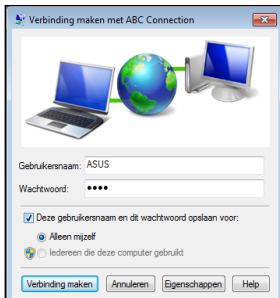 Verbinding maken met ABC Connection
Gebruikersnaam: ASUS
Wachtwoord: ••••
Deze gebruikersnaam en dit wachtwoord opslaan voor:
Alleen mijzelf
Iedereen die deze computer gebruikt
Verbinding maken Annuleren Eigenschappen Help